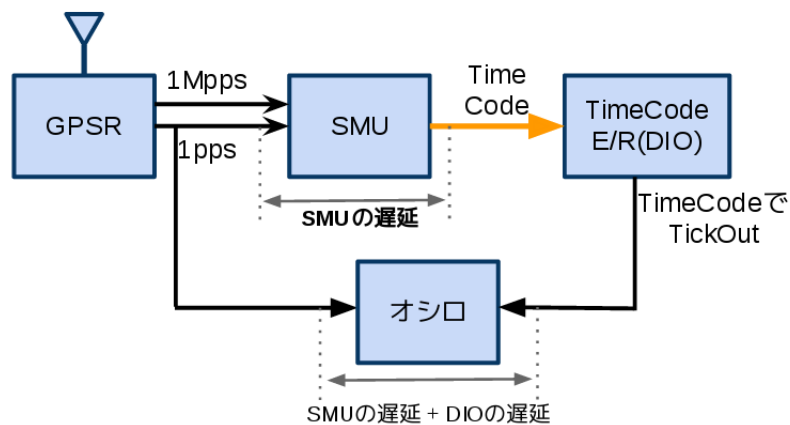 1Mpps
GPSR
1pps
SMU
Time
Code
TimeCode
E/R(DIO)
SMUの遅延
TimeCodeで
TickOut
オシロ
SMUの遅延 + DIOの遅延